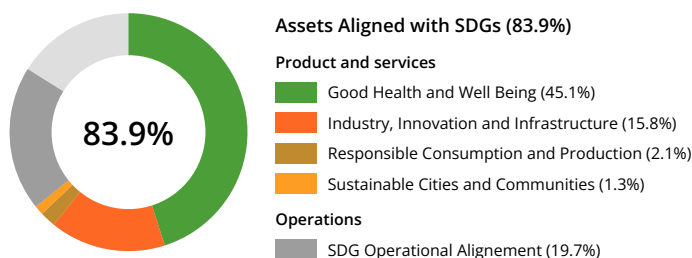 Assets Aligned with SDGs (83.9%)
83.9%
Product and services
Good Health and Well Being (45.1%)
Industry, Innovation and Infrastructure (15.8%)
Responsible Consumption and Production (2.1%)
Sustainable Cities and Communities (1.3%)
Operations
SDG Operational Alignement (19.7%)